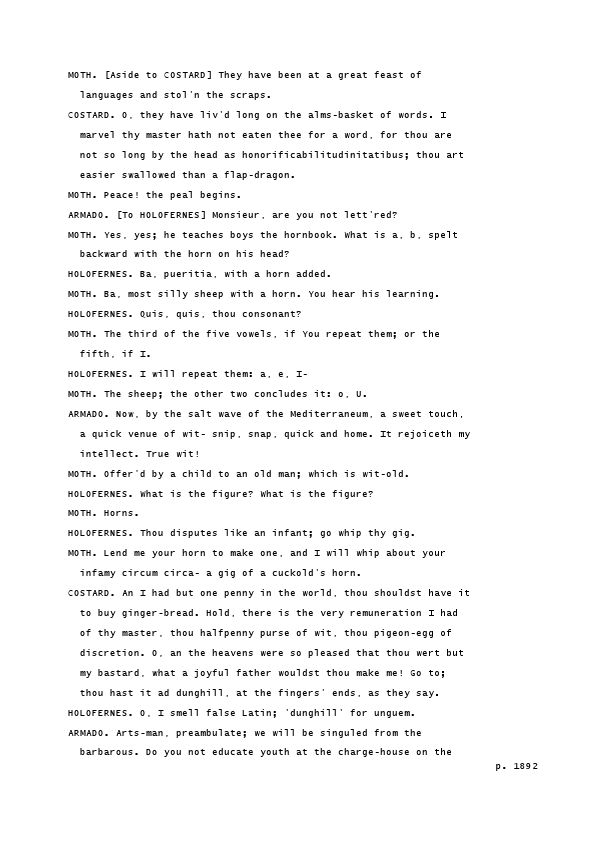 MOTH. [Aside to COSTARD] They have been at a great feast of
languages and stol'n the scraps.
COSTARD. O, they have liv'd long on the alms-basket of words. I
marvel thy master hath not eaten thee for a word, for thou are
not so long by the head as honorificabilitudinitatibus; thou art
easier swallowed than a flap-dragon.
MOTH. Peace! the peal begins.
ARMADO. [To HOLOFERNES] Monsieur, are you not lett'red?
MOTH. Yes, yes; he teaches boys the hornbook. What is a, b, spelt
backward with the horn on his head?
HOLOFERNES. Ba, pueritia, with a horn added.
MOTH. Ba, most silly sheep with a horn. You hear his learning.
HOLOFERNES. Quis, quis, thou consonant?
MOTH. The third of the five vowels, if You repeat them; or the
fifth, if I.
HOLOFERNES. I will repeat them: a, e, I-
MOTH. The sheep; the other two concludes it: o, U.
ARMADO. Now, by the salt wave of the Mediterraneum, a sweet touch,
a quick venue of wit- snip, snap, quick and home. It rejoiceth my
intellect. True wit!
MOTH. Offer'd by a child to an old man; which is wit-old.
HOLOFERNES. What is the figure? What is the figure?
MOTH. Horns.
HOLOFERNES. Thou disputes like an infant; go whip thy gig.
MOTH. Lend me your horn to make one, and I will whip about your
infamy circum circa- a gig of a cuckold's horn.
COSTARD. An I had but one penny in the world, thou shouldst have it
to buy ginger-bread. Hold, there is the very remuneration I had
of thy master, thou halfpenny purse of wit, thou pigeon-egg of
discretion. O, an the heavens were so pleased that thou wert but
my bastard, what a joyful father wouldst thou make me! Go to;
thou hast it ad dunghill, at the fingers' ends, as they say.
HOLOFERNES. O, I smell false Latin; 'dunghill' for unguem.
ARMADO. Arts-man, preambulate; we will be singuled from the
barbarous. Do you not educate youth at the charge-house on the
p. 1892